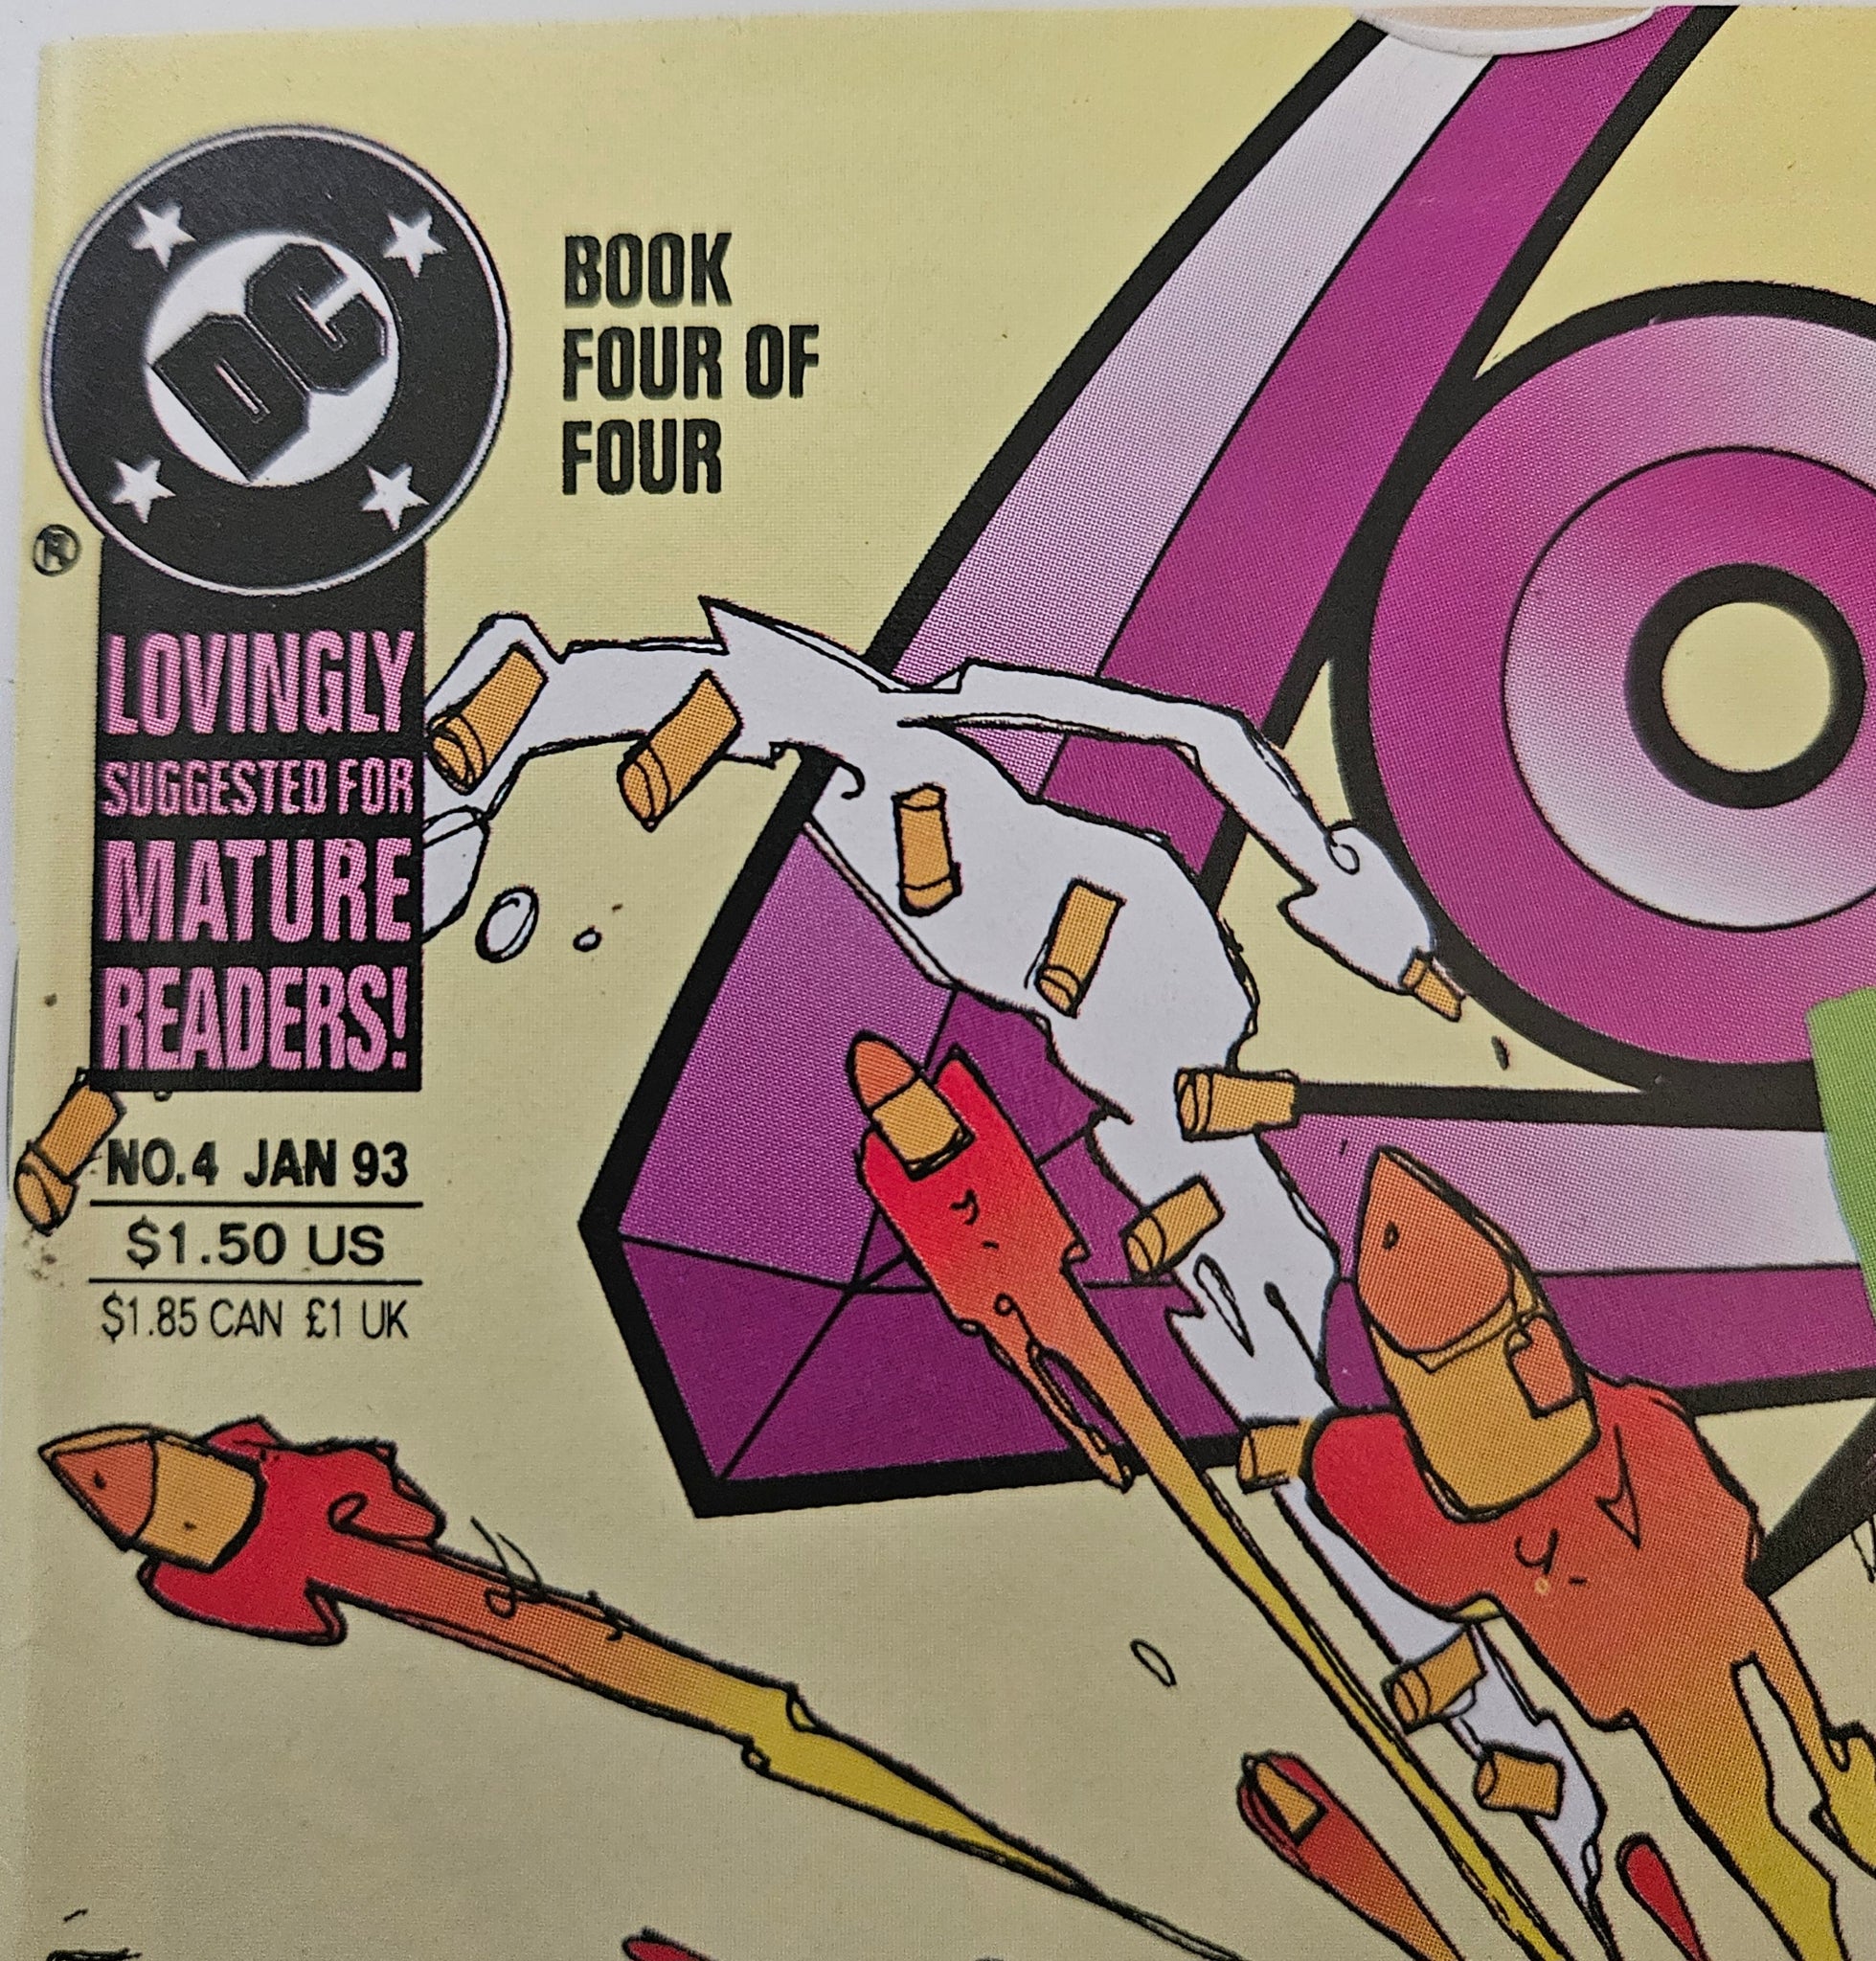 DC
BOOK
FOUR OF
FOUR
®
LOVINGLY
SUGGESTED FOR
MATURE
READERS!
NO.4 JAN 93
$1.50 US
$1.85 CAN £1 UK
Lo